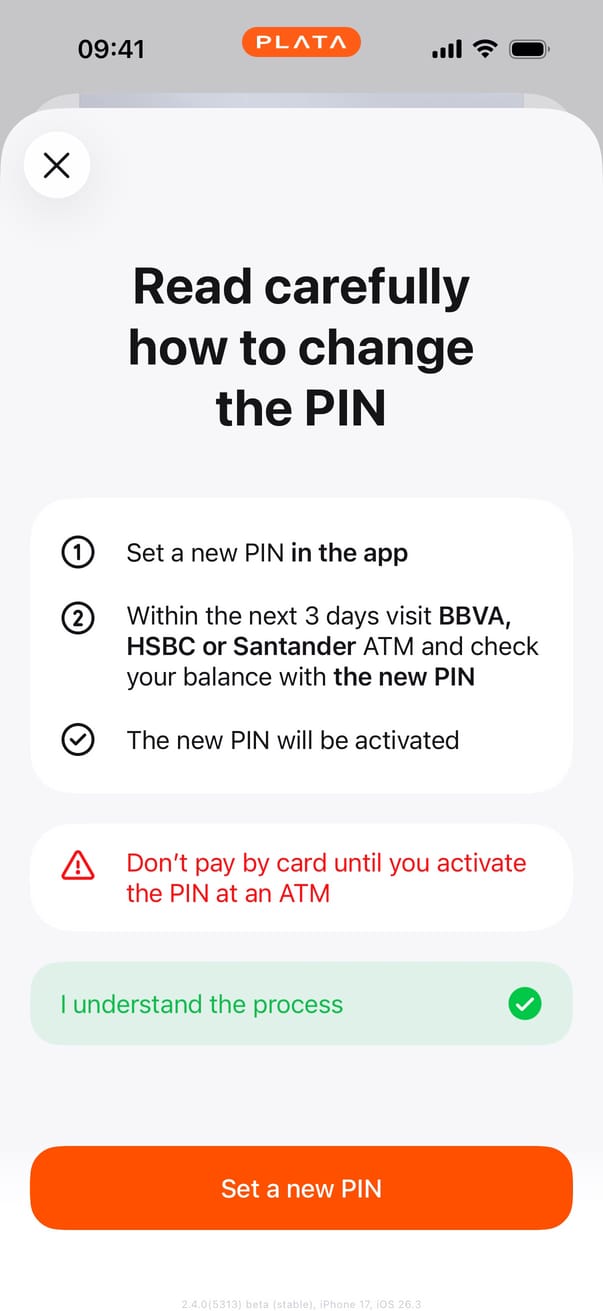 09:41
PLATA
Read carefully
how to change
the PIN
1 Set a new PIN in the app
2 Within the next 3 days visit BBVA,
HSBC or Santander ATM and check
your balance with the new PIN
The new PIN will be activated
Don’t pay by card until you activate
the PIN at an ATM
I understand the process
Set a new PIN
2.4.0(5313) beta (stable), iPhone 17, iOS 26.3